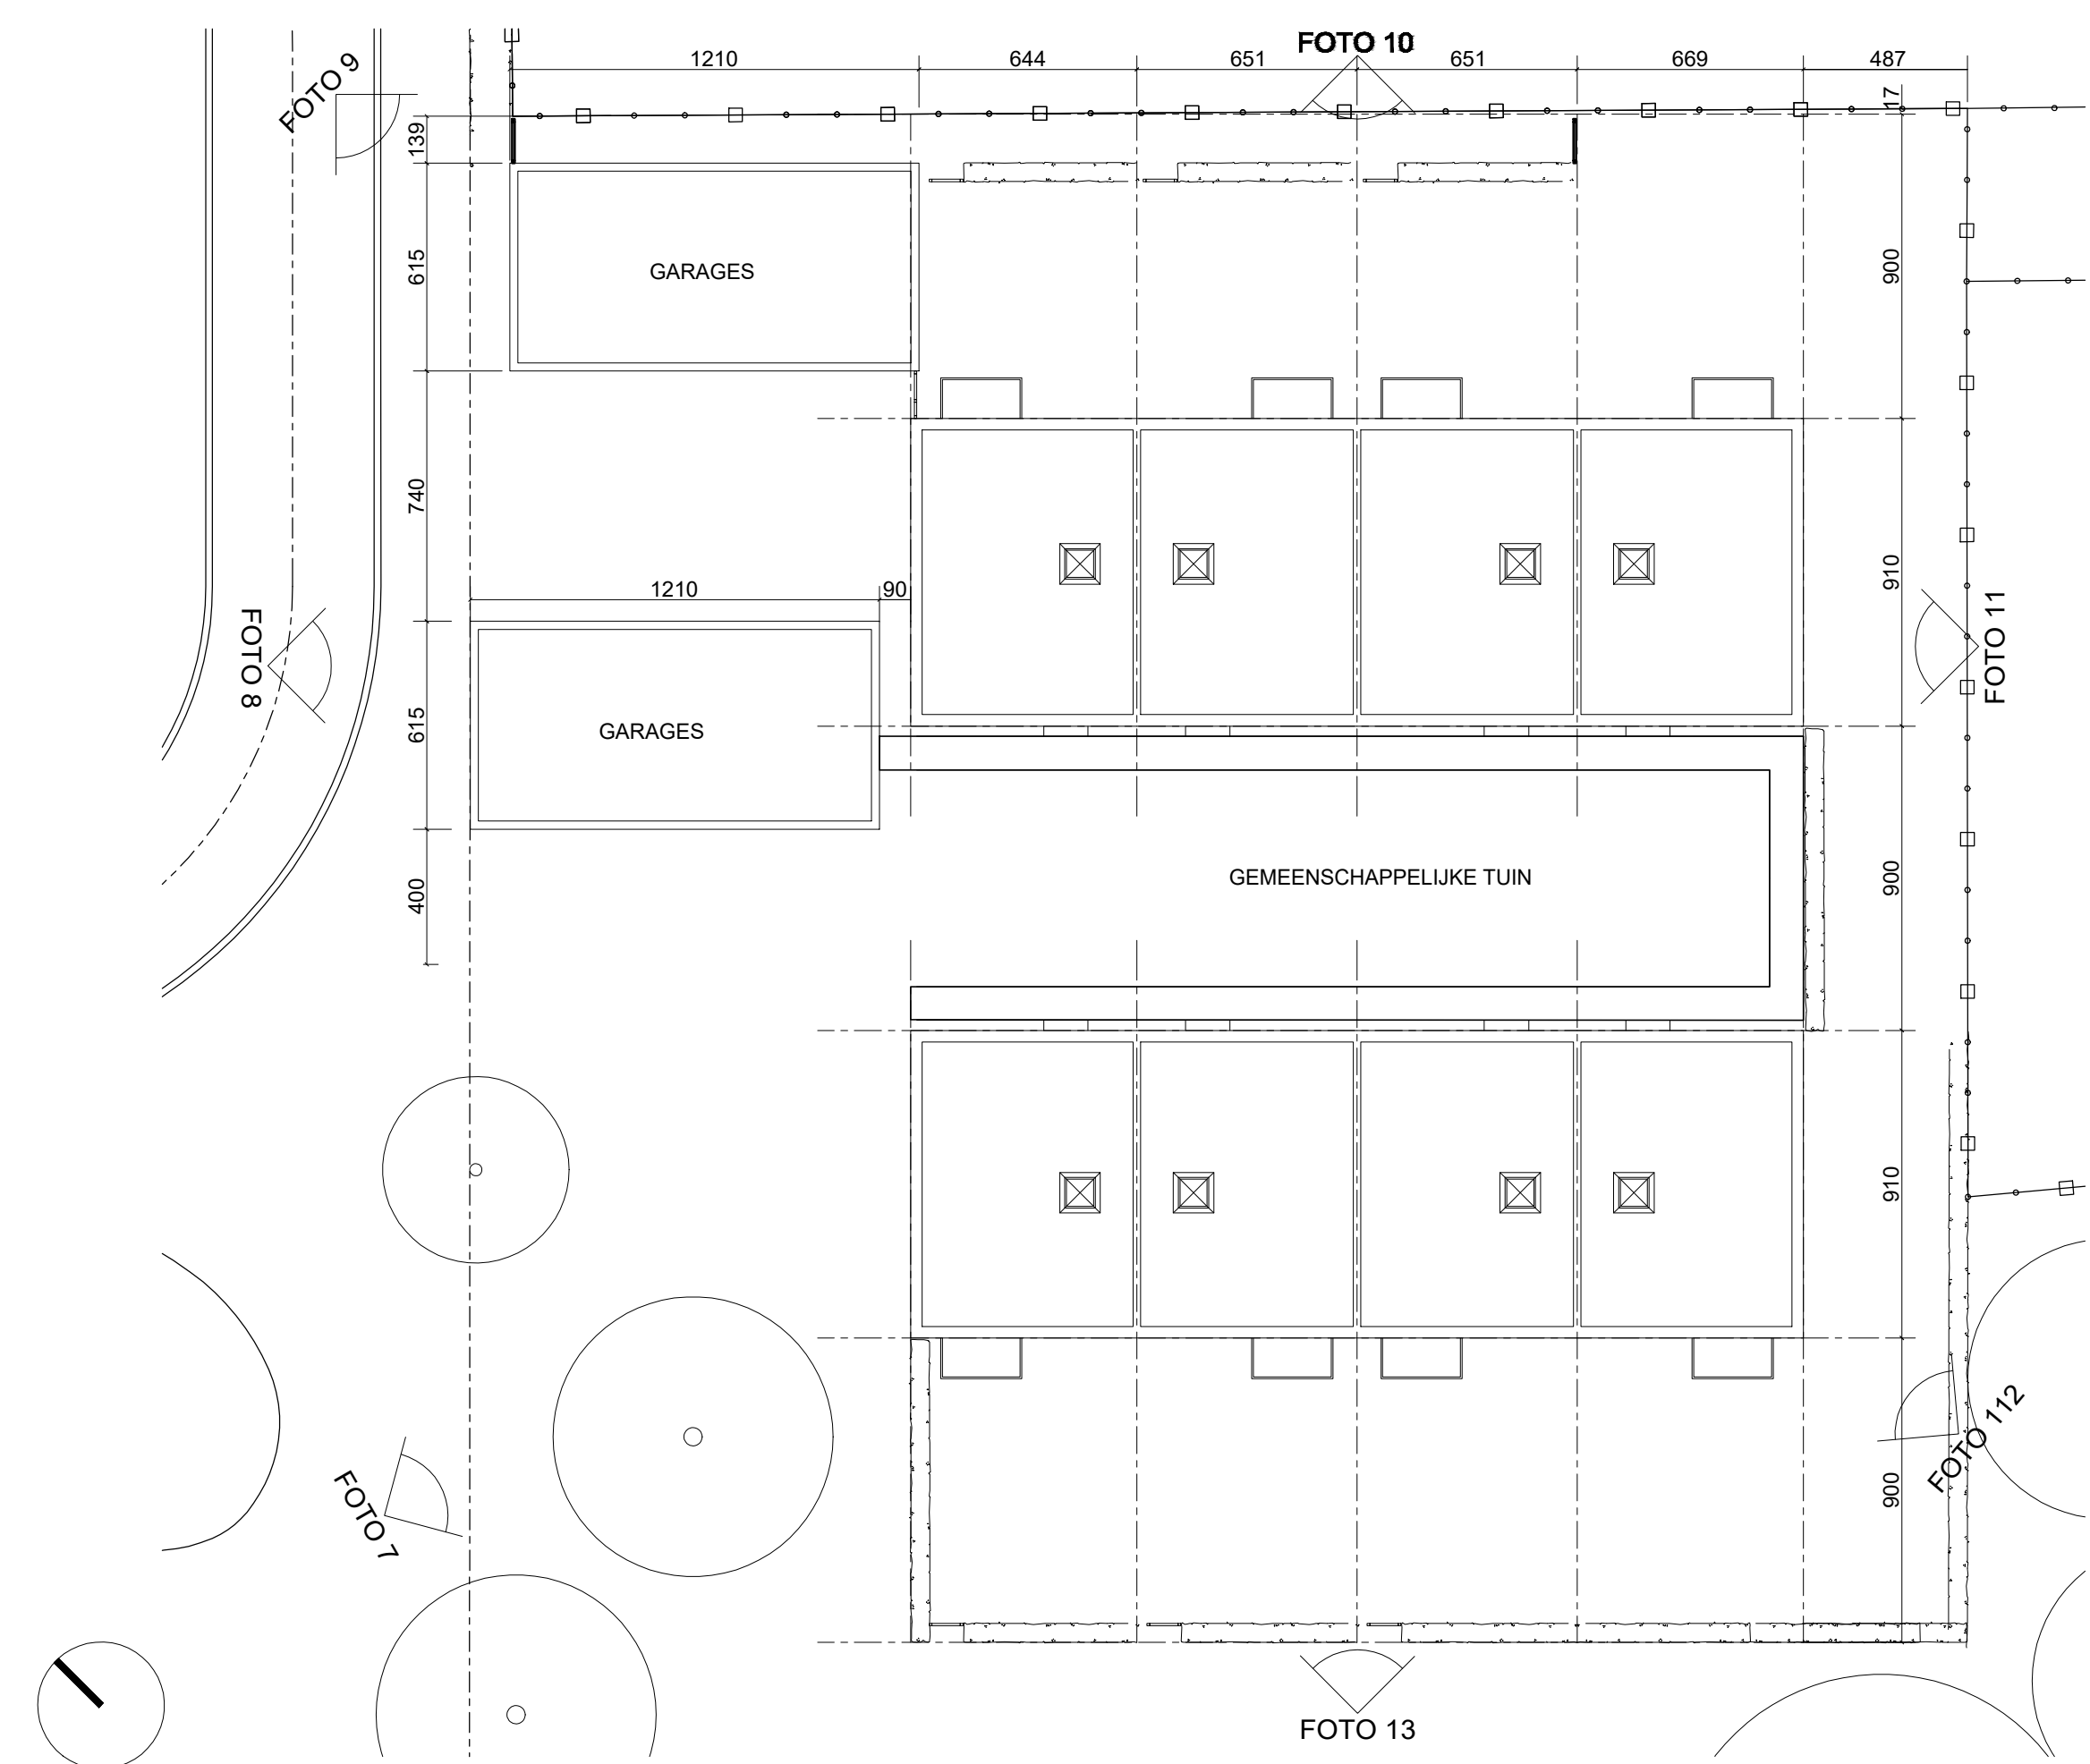 FOTO 10
1210
644
651
651
669
487
FOTO 9
17
139
615
GARAGES
900
740
910
1210
90
FOTO 8
FOTO 11
615
GARAGES
400
GEMEENSCHAPPELIJKE TUIN
900
910
FOTO 112
FOTO 7
900
FOTO 13